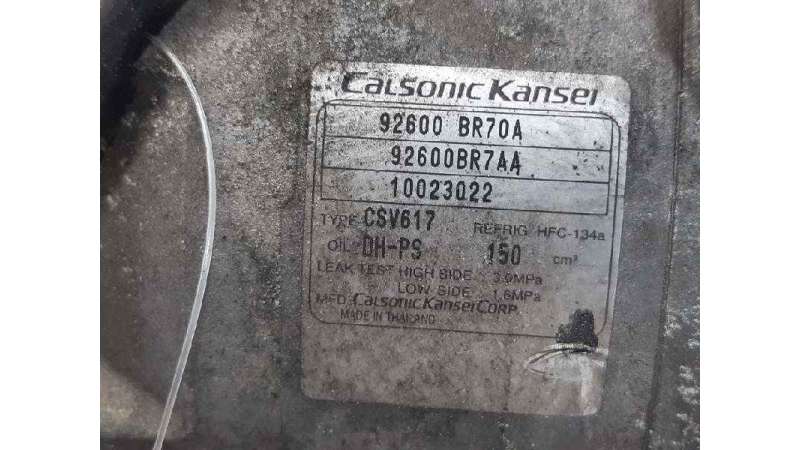 CalsonicKansei
92600 BR70A
92600BR7AA
10023022
TYPE CSV617 REFRIG HFC-134a
OIL DH-PS 150 cm³
LEAK TEST HIGH SIDE : 3.0MPa
LOW SIDE : 1.6MPa
MFD. CalsonicKanseiCORP.
MADE IN THAILAND